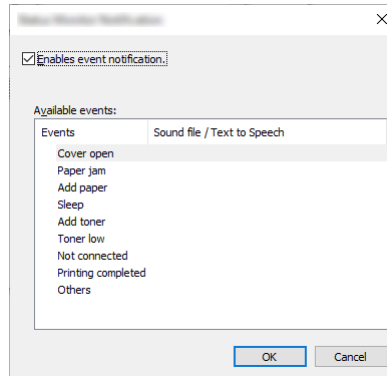 Enables event notification.
Available events:
Events Sound file / Text to Speech
Cover open
Paper jam
Add paper
Sleep
Add toner
Toner low
Not connected
Printing completed
Others
OK Cancel